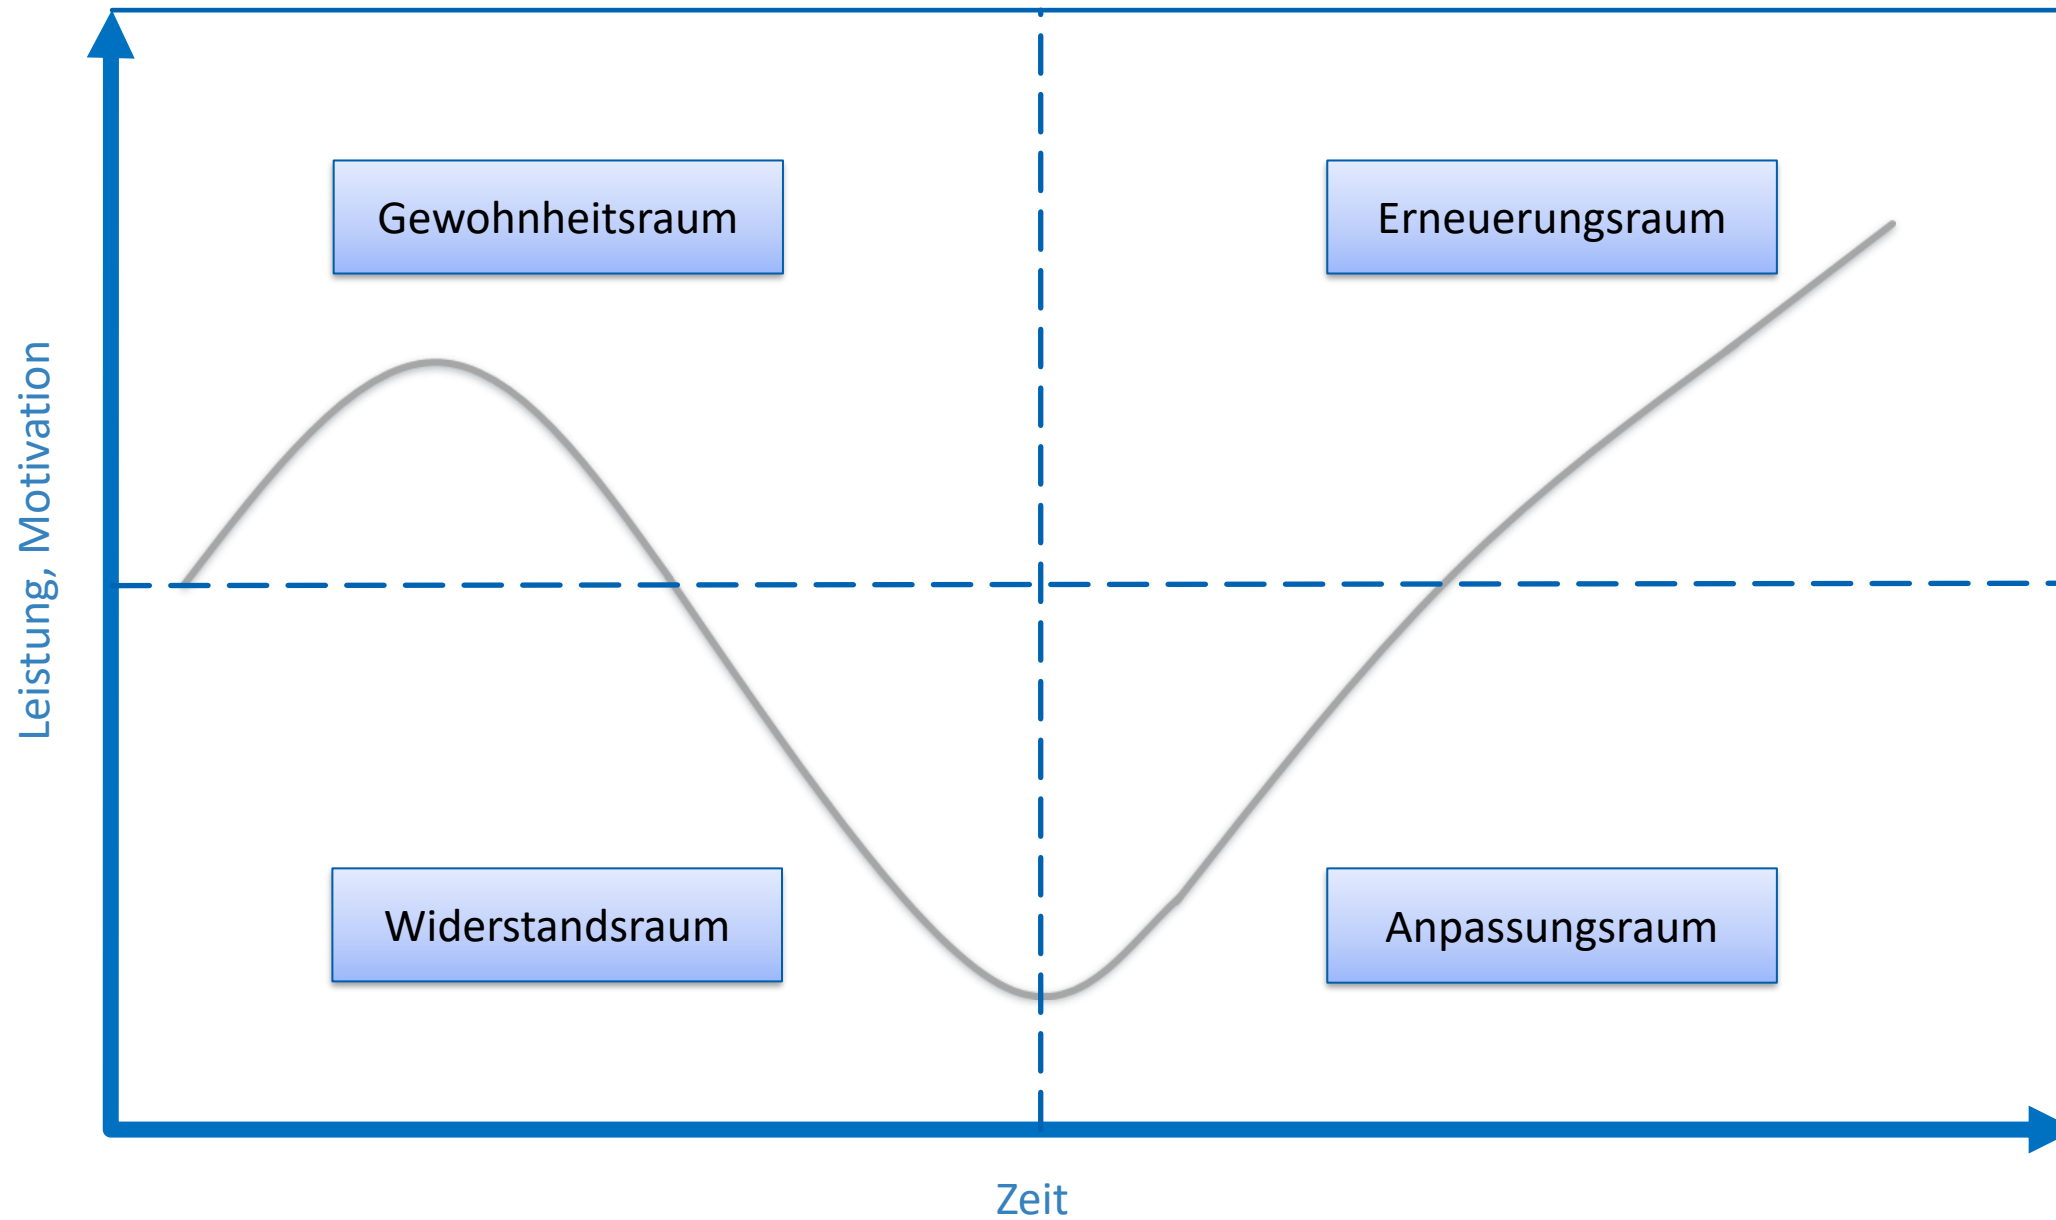 Gewohnheitsraum
Erneuerungsraum
Leistung, Motivation
Widerstandsraum
Anpassungsraum
Zeit